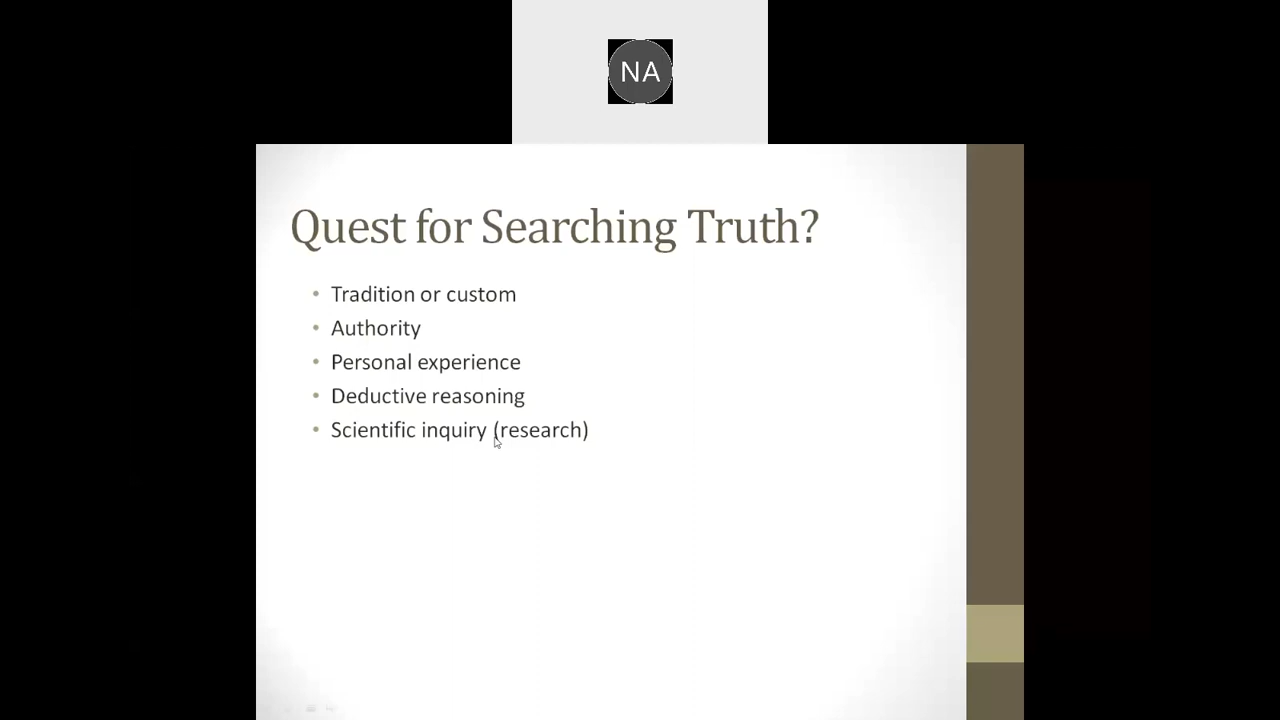 NA
Quest for Searching Truth?
• Tradition or custom
• Authority
• Personal experience
• Deductive reasoning
• Scientific inquiry (research)